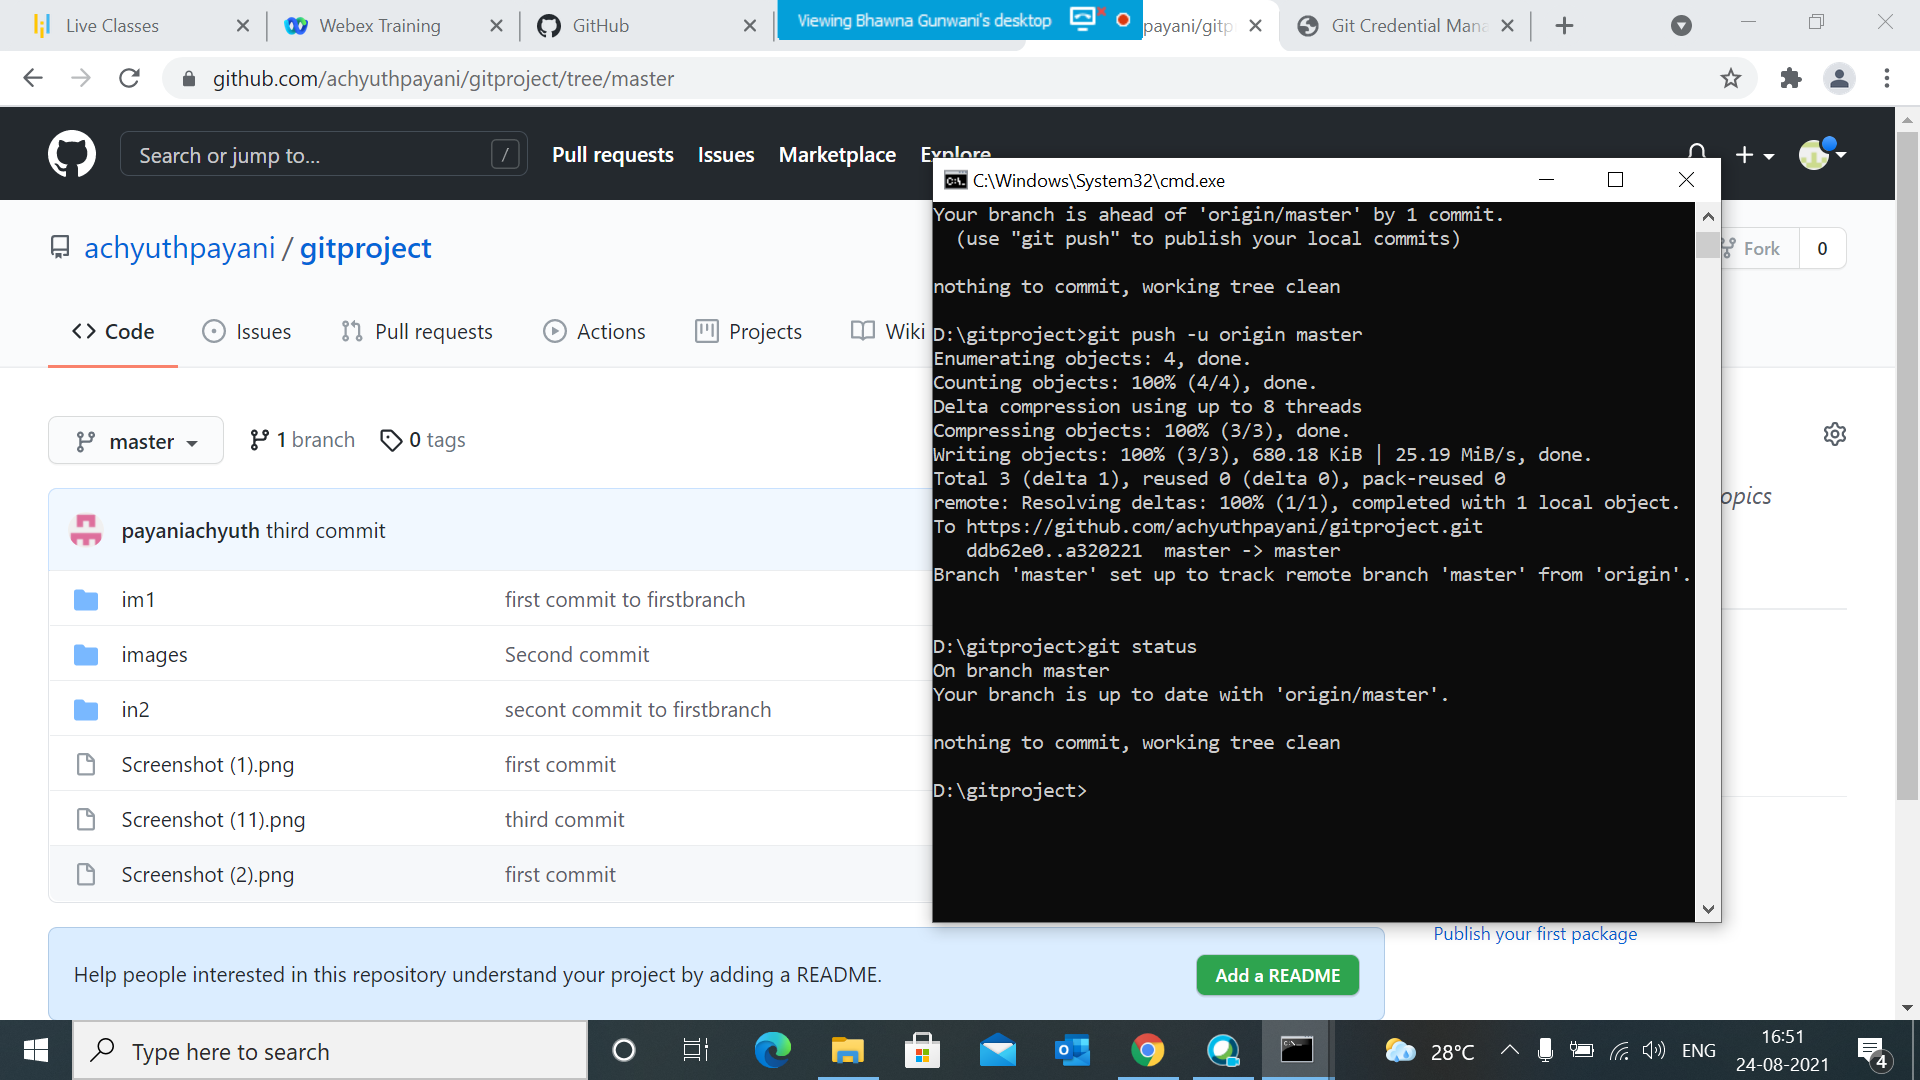 Live Classes
Webex Training
GitHub
Viewing Bhawna Gunwani's desktop
payani/gitp
Git Credential Mana
github.com/achyuthpayani/gitproject/tree/master
Search or jump to...
/
Pull requests
Issues
Marketplace
Explore
achyuthpayani / gitproject
Fork
0
Code
Issues
Pull requests
Actions
Projects
Wiki
master
1 branch
0 tags
opics
payaniachyuth third commit
im1
first commit to firstbranch
images
Second commit
in2
secont commit to firstbranch
Screenshot (1).png
first commit
Screenshot (11).png
third commit
Screenshot (2).png
first commit
Help people interested in this repository understand your project by adding a README.
Add a README
Publish your first package
C:\Windows\System32\cmd.exe
Your branch is ahead of 'origin/master' by 1 commit.
  (use "git push" to publish your local commits)
nothing to commit, working tree clean
D:\gitproject>git push -u origin master
Enumerating objects: 4, done.
Counting objects: 100% (4/4), done.
Delta compression using up to 8 threads
Compressing objects: 100% (3/3), done.
Writing objects: 100% (3/3), 680.18 KiB | 25.19 MiB/s, done.
Total 3 (delta 1), reused 0 (delta 0), pack-reused 0
remote: Resolving deltas: 100% (1/1), completed with 1 local object.
To https://github.com/achyuthpayani/gitproject.git
   ddb62e0..a320221  master -> master
Branch 'master' set up to track remote branch 'master' from 'origin'.
D:\gitproject>git status
On branch master
Your branch is up to date with 'origin/master'.
nothing to commit, working tree clean
D:\gitproject>
Type here to search
28°C
ENG
16:51
24-08-2021
4